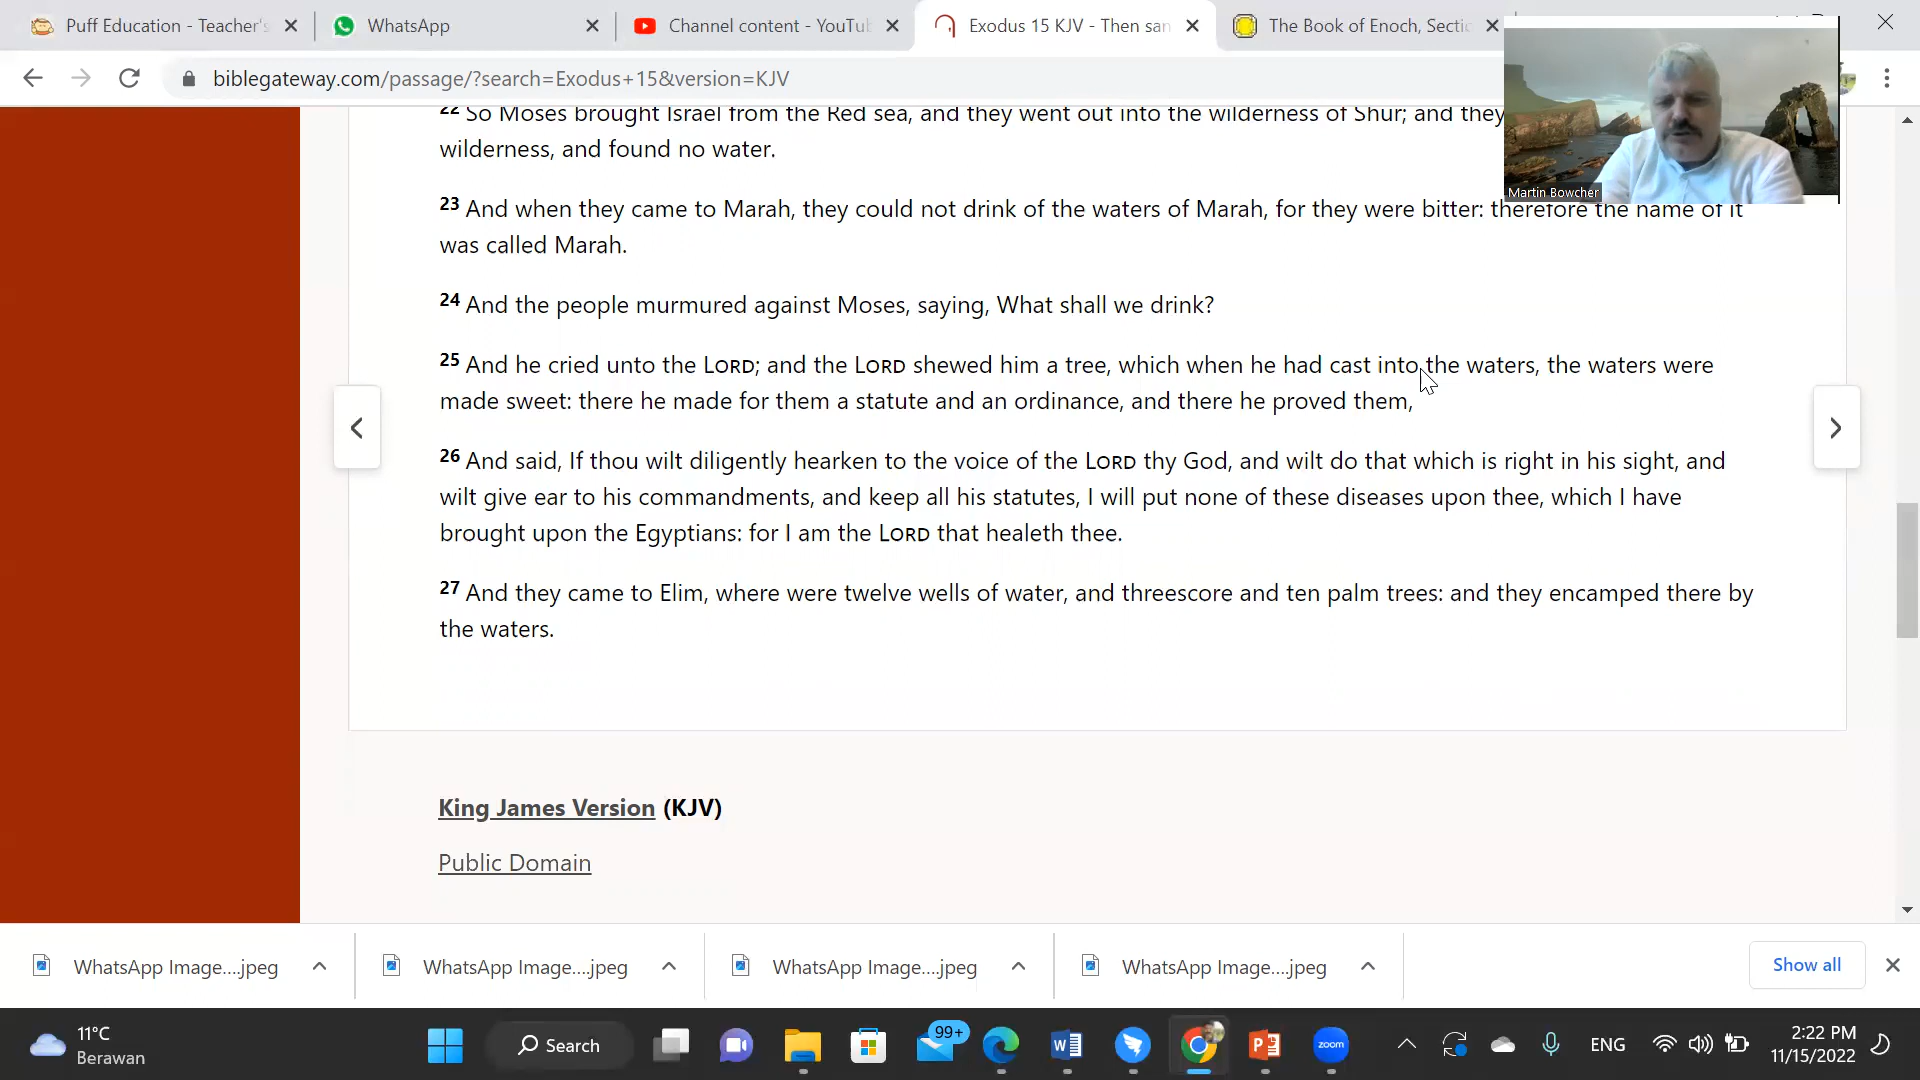 Puff Education - Teacher's
WhatsApp
Channel content - YouTub
Exodus 15 KJV - Then san
The Book of Enoch, Sectio
biblegateway.com/passage/?search=Exodus+15&version=KJV
Martin Bowcher
22 So Moses brought Israel from the Red sea, and they went out into the wilderness of Shur; and they
wilderness, and found no water.
23 And when they came to Marah, they could not drink of the waters of Marah, for they were bitter: therefore the name of it
was called Marah.
24 And the people murmured against Moses, saying, What shall we drink?
25 And he cried unto the LORD; and the LORD shewed him a tree, which when he had cast into the waters, the waters were
made sweet: there he made for them a statute and an ordinance, and there he proved them,
26 And said, If thou wilt diligently hearken to the voice of the LORD thy God, and wilt do that which is right in his sight, and
wilt give ear to his commandments, and keep all his statutes, I will put none of these diseases upon thee, which I have
brought upon the Egyptians: for I am the LORD that healeth thee.
27 And they came to Elim, where were twelve wells of water, and threescore and ten palm trees: and they encamped there by
the waters.
King James Version (KJV)
Public Domain
WhatsApp Image....jpeg
WhatsApp Image....jpeg
WhatsApp Image....jpeg
WhatsApp Image....jpeg
Show all
11°C
Berawan
Search
99+
zoom
ENG
2:22 PM
11/15/2022